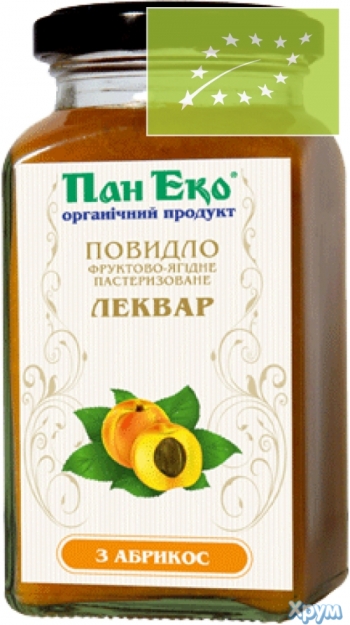 Пан Еко®
органічний продукт
ПОВИДЛО
ФРУКТОВО-ЯГІДНЕ
ПАСТЕРИЗОВАНЕ
ЛЕКВАР
З АБРИКОС
Хрум